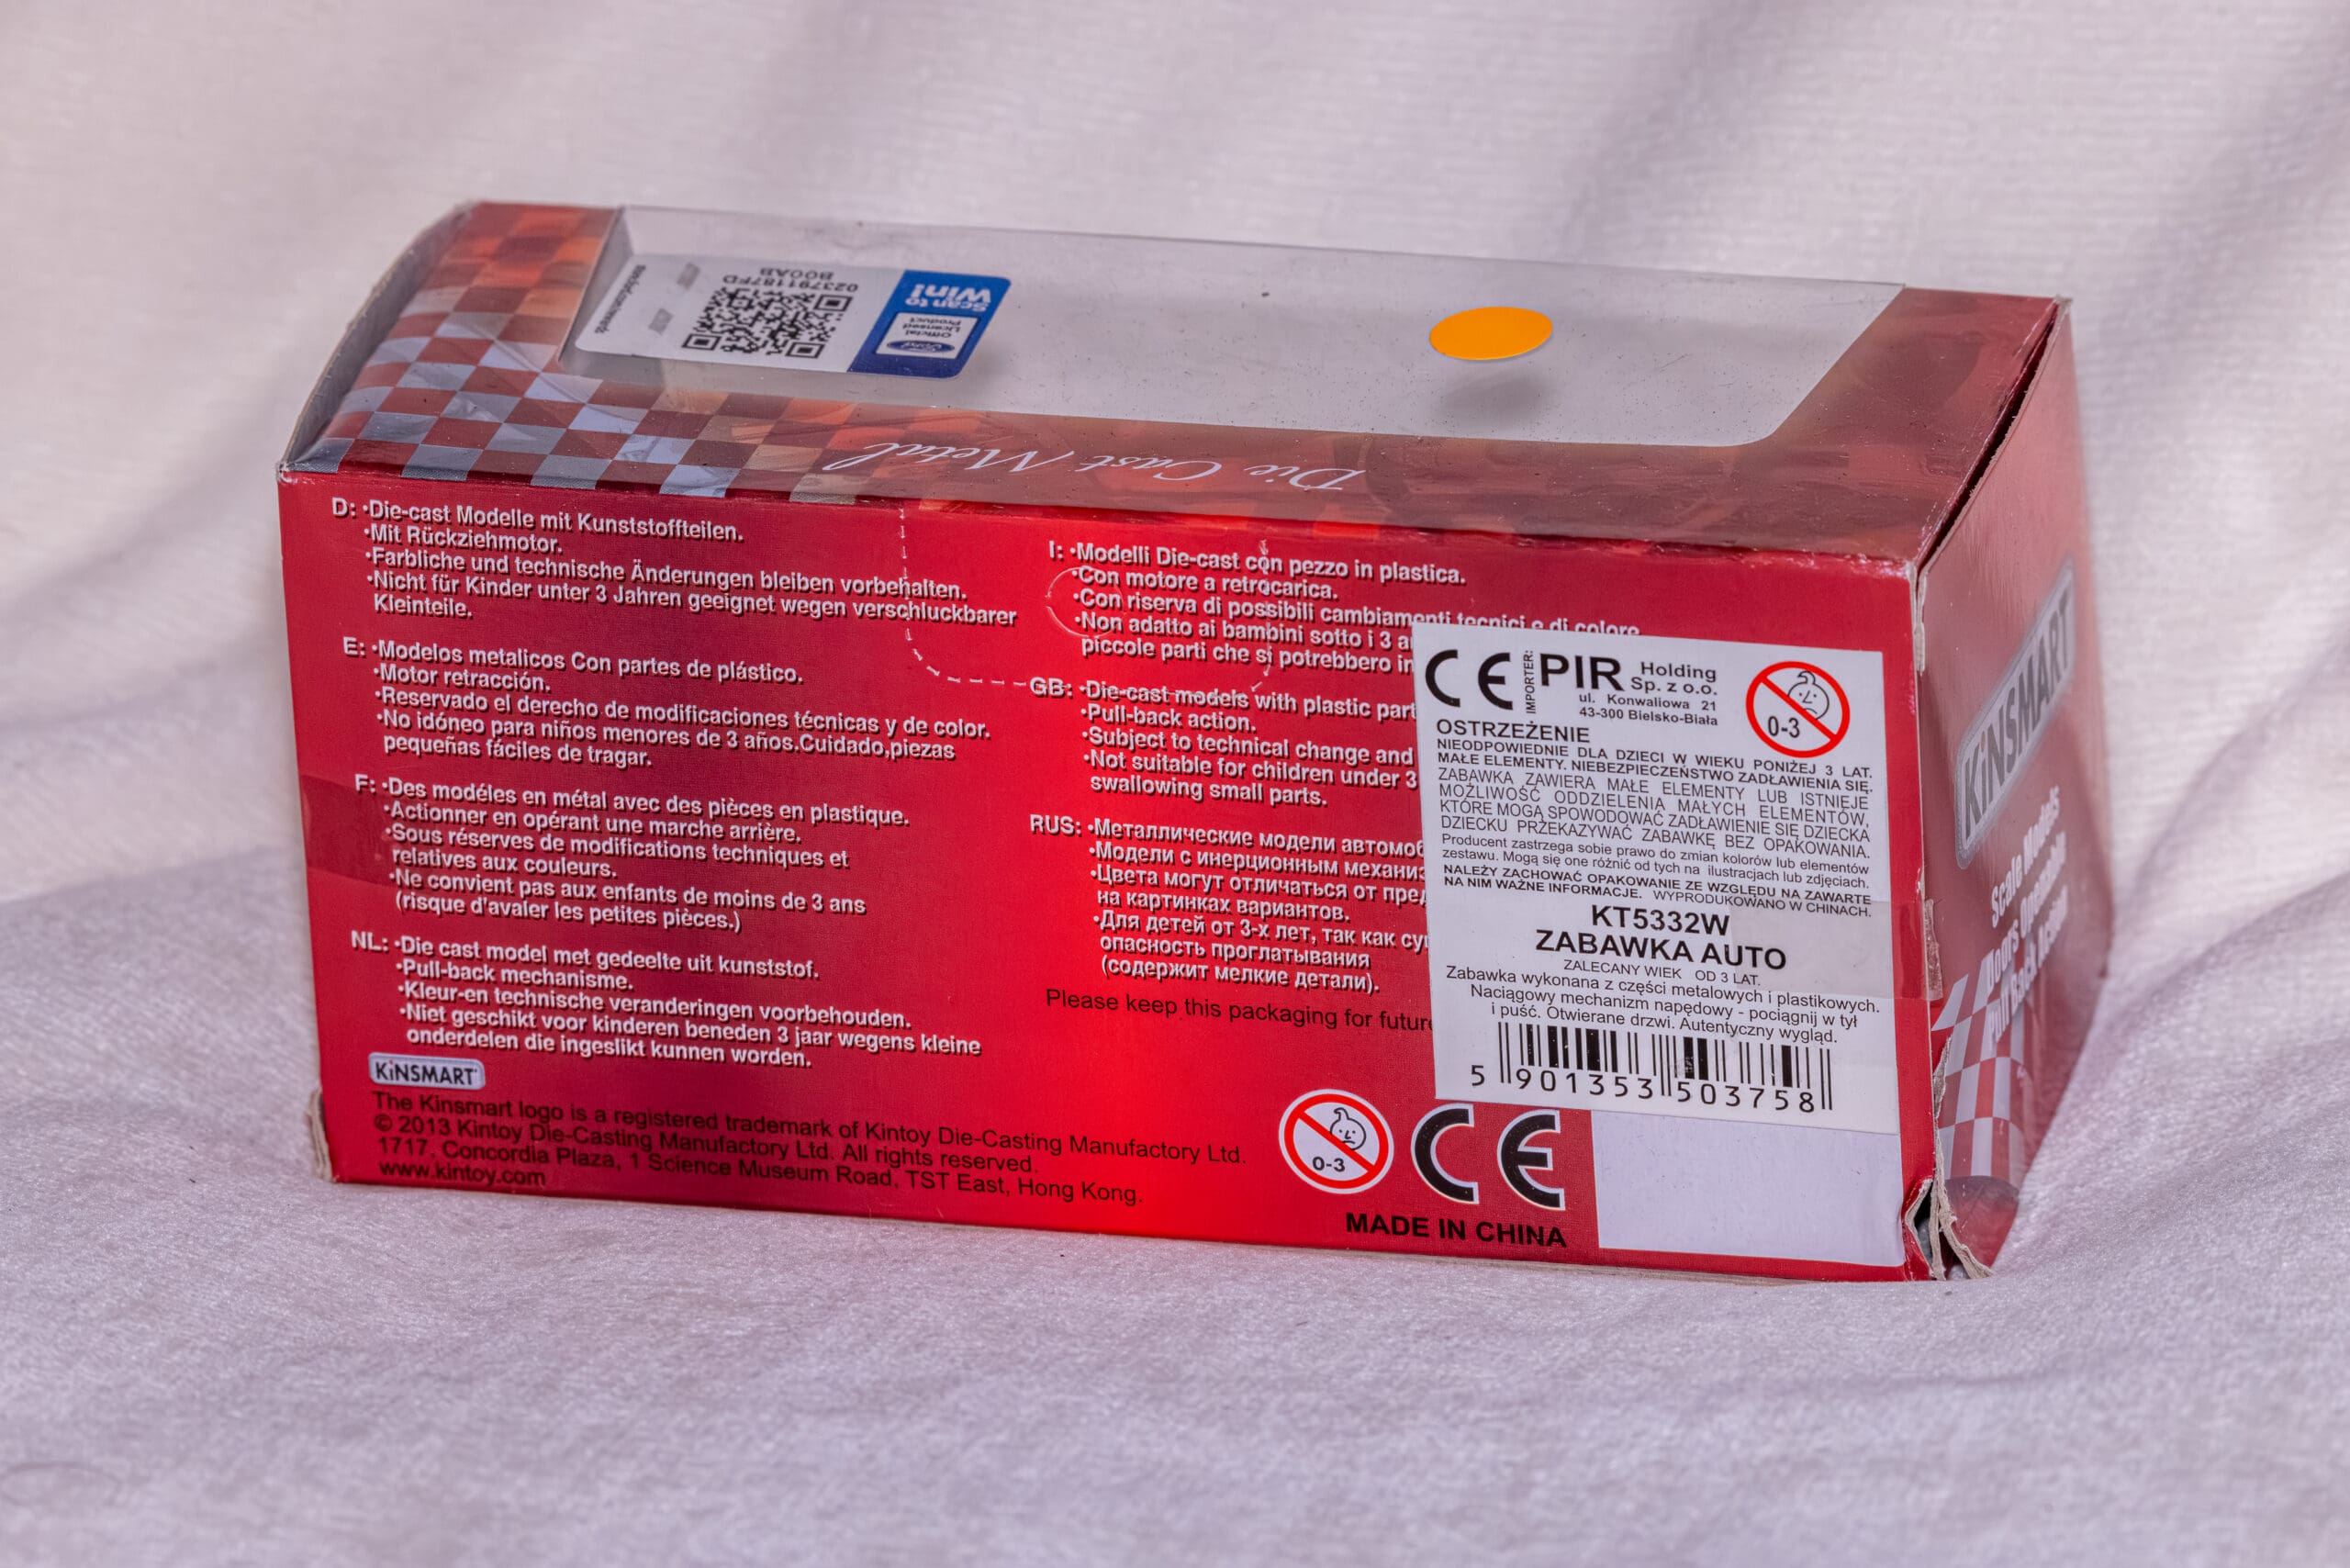 023791187FD
B00AB
Scan to
Win!
Official
Licensed
Product
Ford
Die Cast Metal
D: •Die-cast Modelle mit Kunststoffteilen.
•Mit Rückziehmotor.
•Farbliche und technische Änderungen bleiben vorbehalten.
•Nicht für Kinder unter 3 Jahren geeignet wegen verschluckbarer
Kleinteile.
E: •Modelos metalicos Con partes de plástico.
•Motor retracción.
•Reservado el derecho de modificaciones técnicas y de color.
•No idóneo para niños menores de 3 años.Cuidado,piezas
pequeñas fáciles de tragar.
F: •Des modéles en métal avec des pièces en plastique.
•Actionner en opérant une marche arrière.
•Sous réserves de modifications techniques et
relatives aux couleurs.
•Ne convient pas aux enfants de moins de 3 ans
(risque d'avaler les petites pièces.)
NL: •Die cast model met gedeelte uit kunststof.
•Pull-back mechanisme.
•Kleur-en technische veranderingen voorbehouden.
•Niet geschikt voor kinderen beneden 3 jaar wegens kleine
onderdelen die ingeslikt kunnen worden.
KiNSMART
The Kinsmart logo is a registered trademark of Kintoy Die-Casting Manufactory Ltd.
© 2013 Kintoy Die-Casting Manufactory Ltd. All rights reserved.
1717, Concordia Plaza, 1 Science Museum Road, TST East, Hong Kong.
www.kintoy.com
I: •Modelli Die-cast con pezzo in plastica.
•Con motore a retrocarica.
•Con riserva di possibili cambiamenti tecnici e di colore
•Non adatto ai bambini sotto i 3
piccole parti che si potrebbero
GB: •Die-cast models with plastic
•Pull-back action.
•Subject to technical change and
•Not suitable for children under 3
swallowing small parts.
RUS: •Металлические модели
•Модели с инерционным
•Цвета могут отличаться от
на картинках вариантов.
•Для детей от 3-х лет, так как
опасность проглатывания
(содержит мелкие детали).
Please keep this packaging for
0-3
CE
MADE IN CHINA
CE IMPORTER: PIR Holding
Sp. z o.o.
ul. Konwaliowa 21
43-300 Bielsko-Biała
0-3
OSTRZEŻENIE
NIEODPOWIEDNIE DLA DZIECI W WIEKU PONIŻEJ 3 LAT.
MAŁE ELEMENTY. NIEBEZPIECZEŃSTWO ZADŁAWIENIA SIĘ.
ZABAWKA ZAWIERA MAŁE ELEMENTY LUB ISTNIEJE
MOŻLIWOŚĆ ODDZIELENIA MAŁYCH ELEMENTÓW,
KTÓRE MOGĄ SPOWODOWAĆ ZADŁAWIENIE SIĘ DZIECKA
DZIECKU PRZEKAZYWAĆ ZABAWKĘ BEZ OPAKOWANIA.
Producent zastrzega sobie prawo do zmian kolorów lub elementów
zestawu. Mogą się one różnić od tych na ilustracjach lub zdjęciach.
NALEŻY ZACHOWAĆ OPAKOWANIE ZE WZGLĘDU NA ZAWARTE
NA NIM WAŻNE INFORMACJE. WYPRODUKOWANO W CHINACH.
KT5332W
ZABAWKA AUTO
ZALECANY WIEK OD 3 LAT.
Zabawka wykonana z części metalowych i plastikowych.
Naciągowy mechanizm napędowy - pociągnij w tył
i puść. Otwierane drzwi. Autentyczny wygląd.
5 901353 503758
KiNSMART
Scale Models
Doors openable